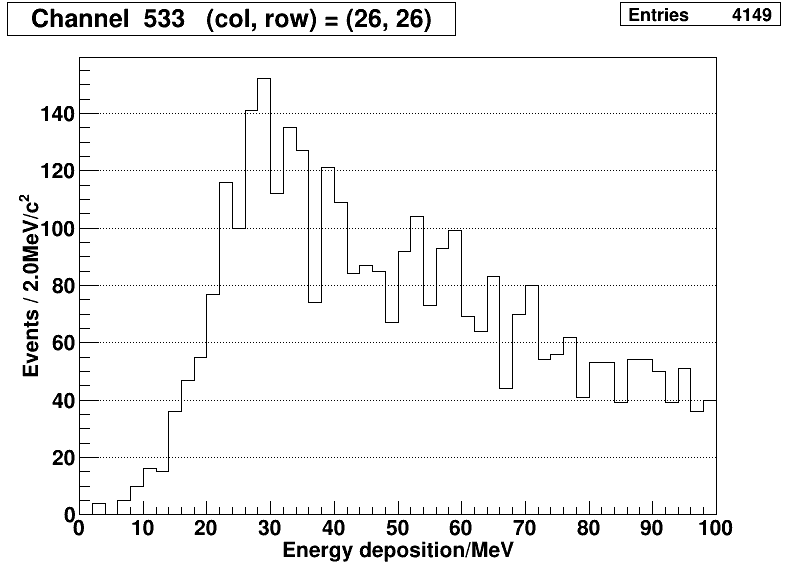 Channel 533 (col, row) = (26, 26)
Entries 4149
Events / 2.0MeV/c²
140
120
100
80
60
40
20
0
0 10 20 30 40 50 60 70 80 90 100
Energy deposition/MeV